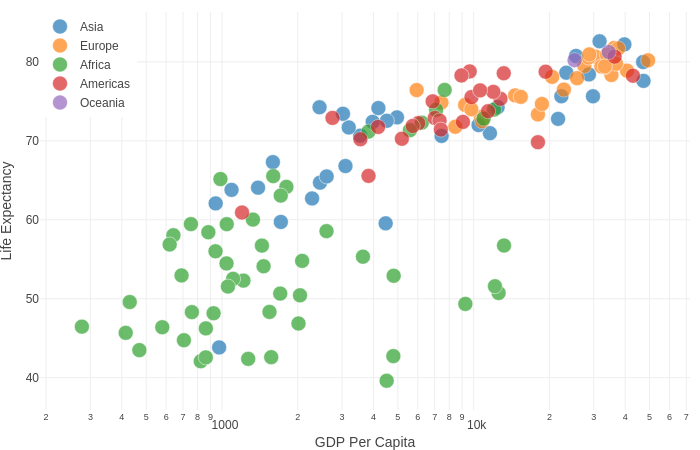 Asia
Europe
Africa
Americas
Oceania
80
70
60
50
40
Life Expectancy
2 3 4 5 6 7 8 9 1000 2 3 4 5 6 7 8 9 10k 2 3 4 5 6 7
GDP Per Capita